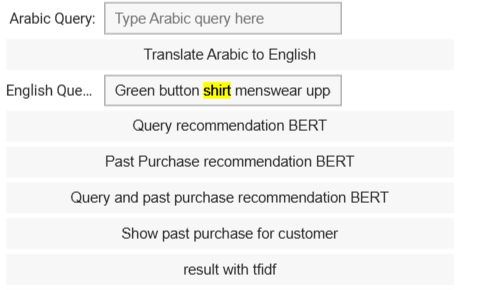 Arabic Query: Type Arabic query here
Translate Arabic to English
English Que... Green button shirt menswear upp
Query recommendation BERT
Past Purchase recommendation BERT
Query and past purchase recommendation BERT
Show past purchase for customer
result with tfidf